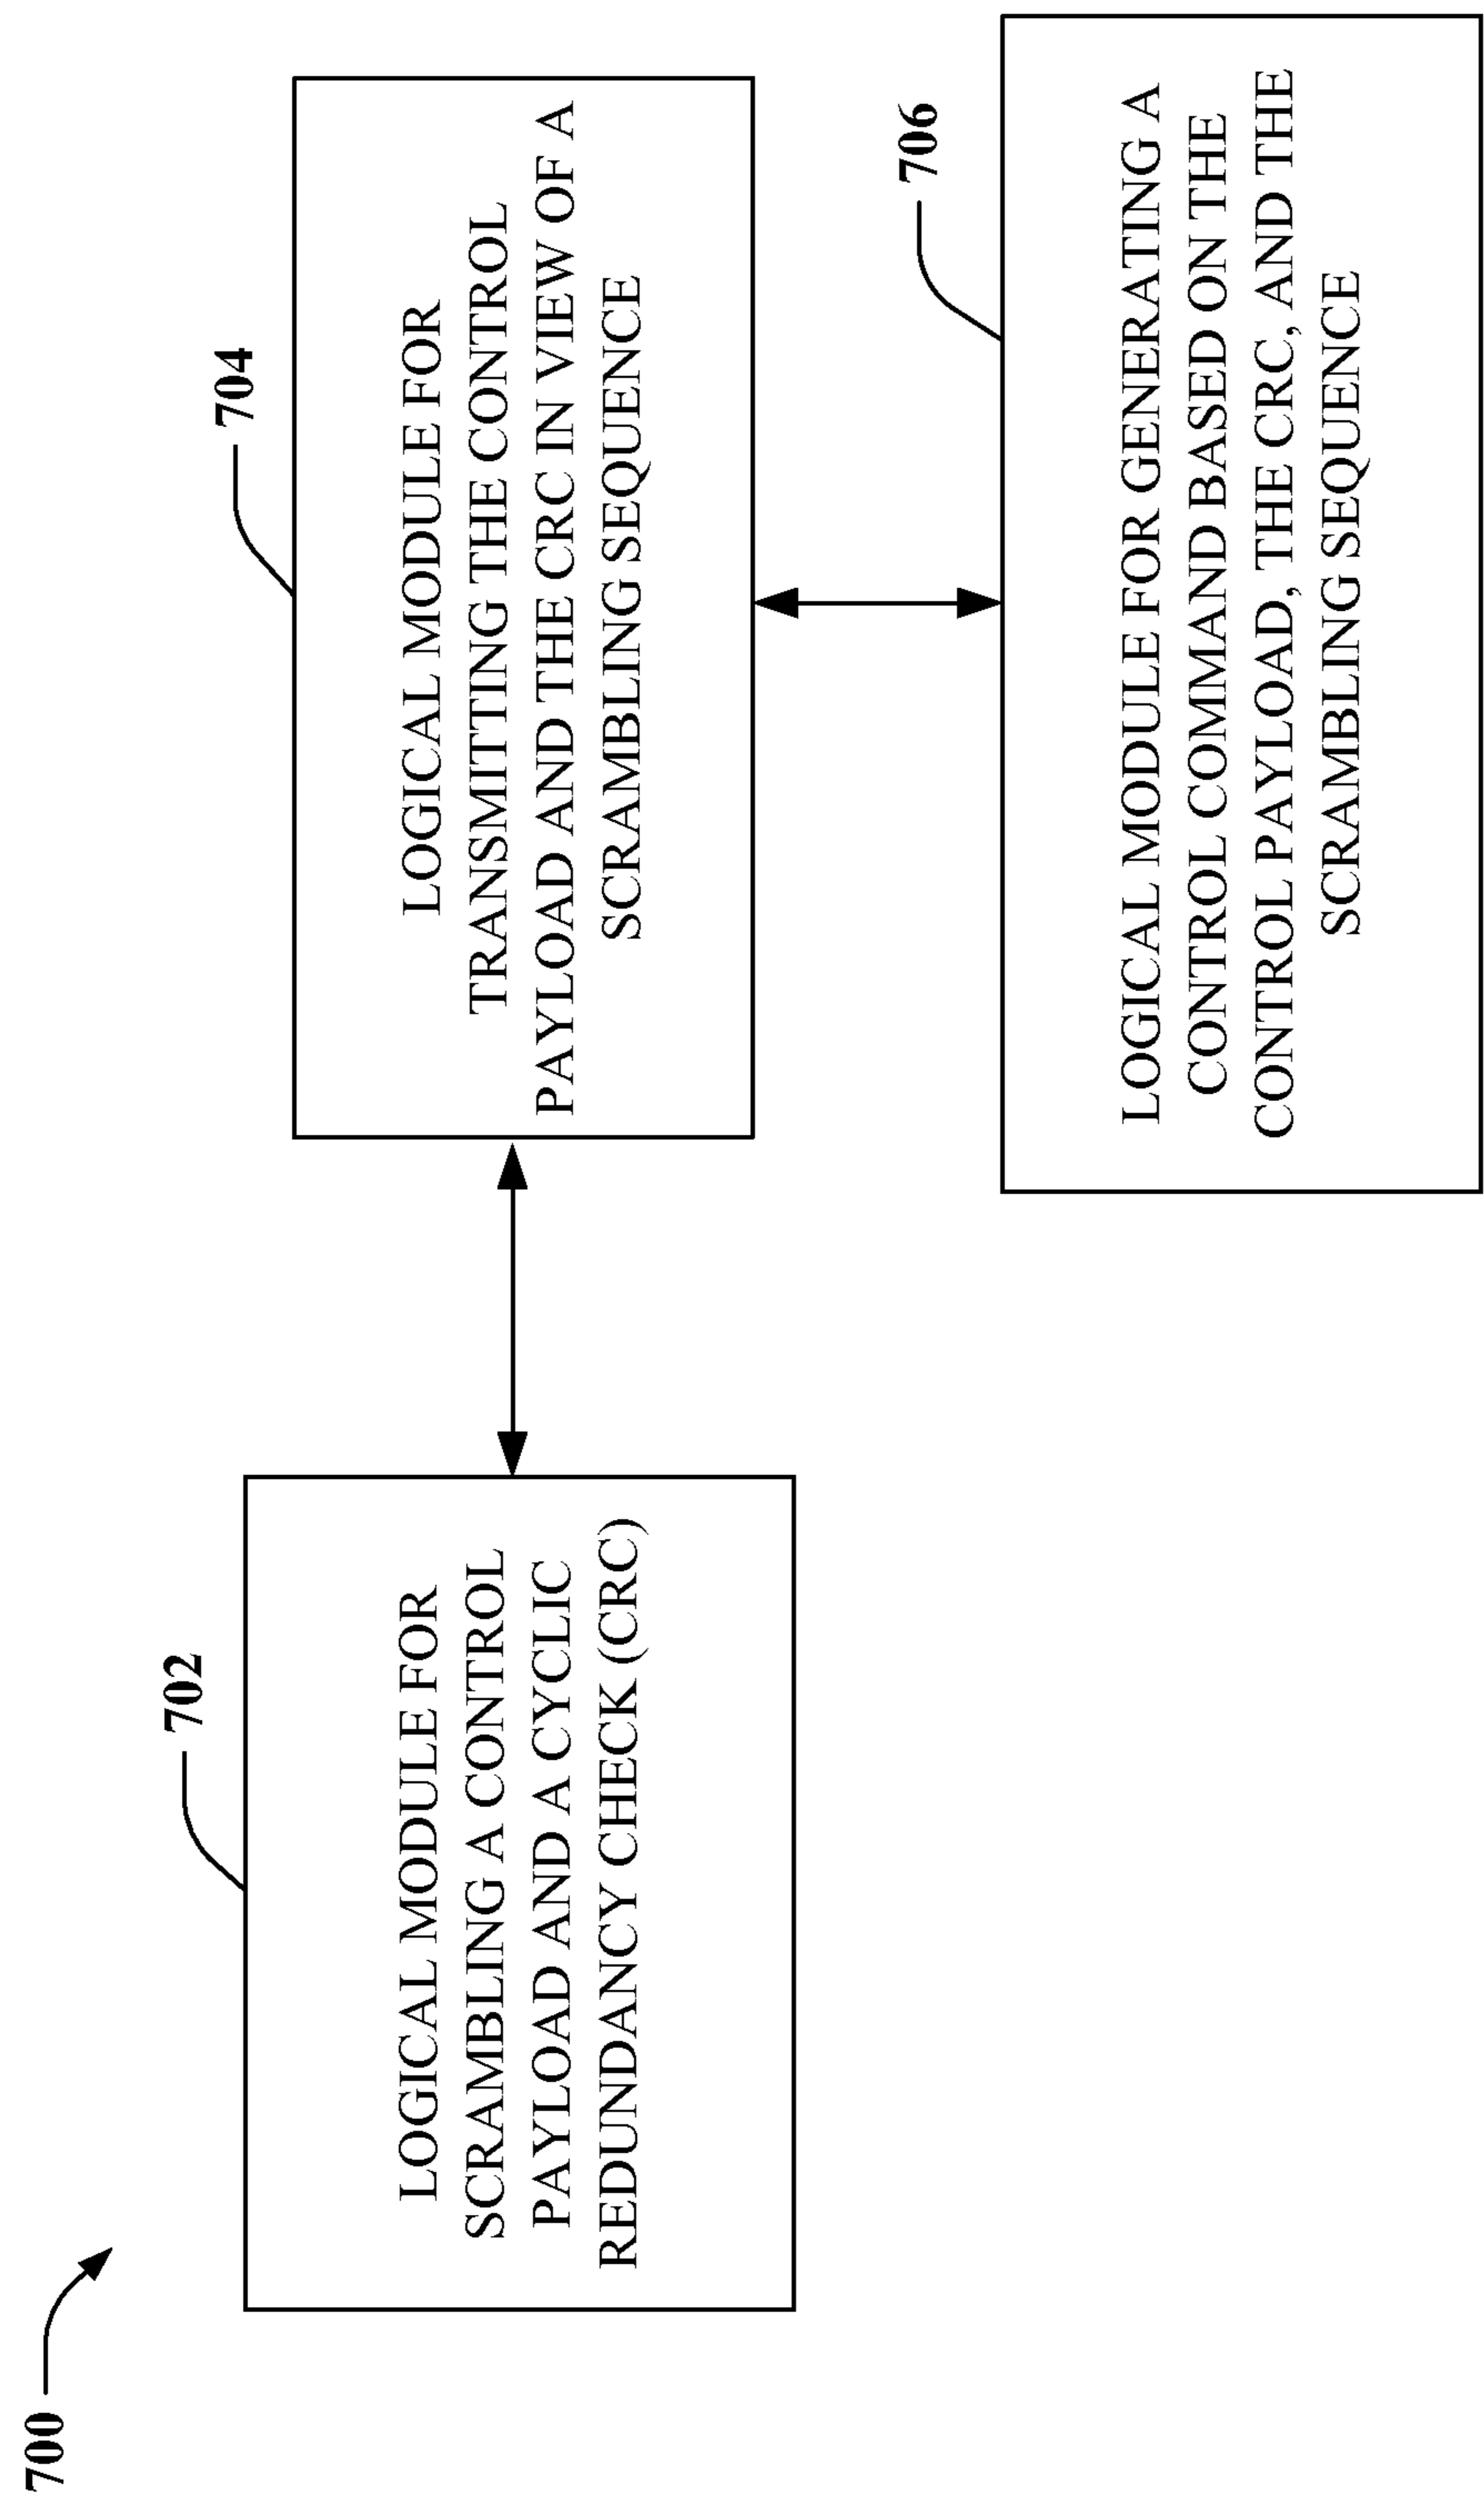 700
702
LOGICAL MODULE FOR
SCRAMBLING A CONTROL
PAYLOAD AND A CYCLIC
REDUNDANCY CHECK (CRC)
704
LOGICAL MODULE FOR
TRANSMITTING THE CONTROL
PAYLOAD AND THE CRC IN VIEW OF A
SCRAMBLING SEQUENCE
706
LOGICAL MODULE FOR GENERATING A
CONTROL COMMAND BASED ON THE
CONTROL PAYLOAD, THE CRC, AND THE
SCRAMBLING SEQUENCE